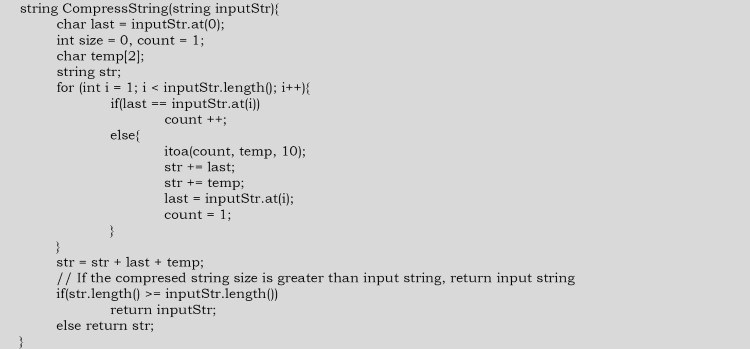 string CompressString(string inputStr){
char last = inputStr.at(0);
int size = 0, count = 1;
char temp[2];
string str;
for (int i = 1; i < inputStr.length(); i++){
if(last == inputStr.at(i))
count ++;
else{
itoa(count, temp, 10);
str += last;
str += temp;
last = inputStr.at(i);
count = 1;
}
}
str = str + last + temp;
// If the compresed string size is greater than input string, return input string
if(str.length() >= inputStr.length())
return inputStr;
else return str;
}